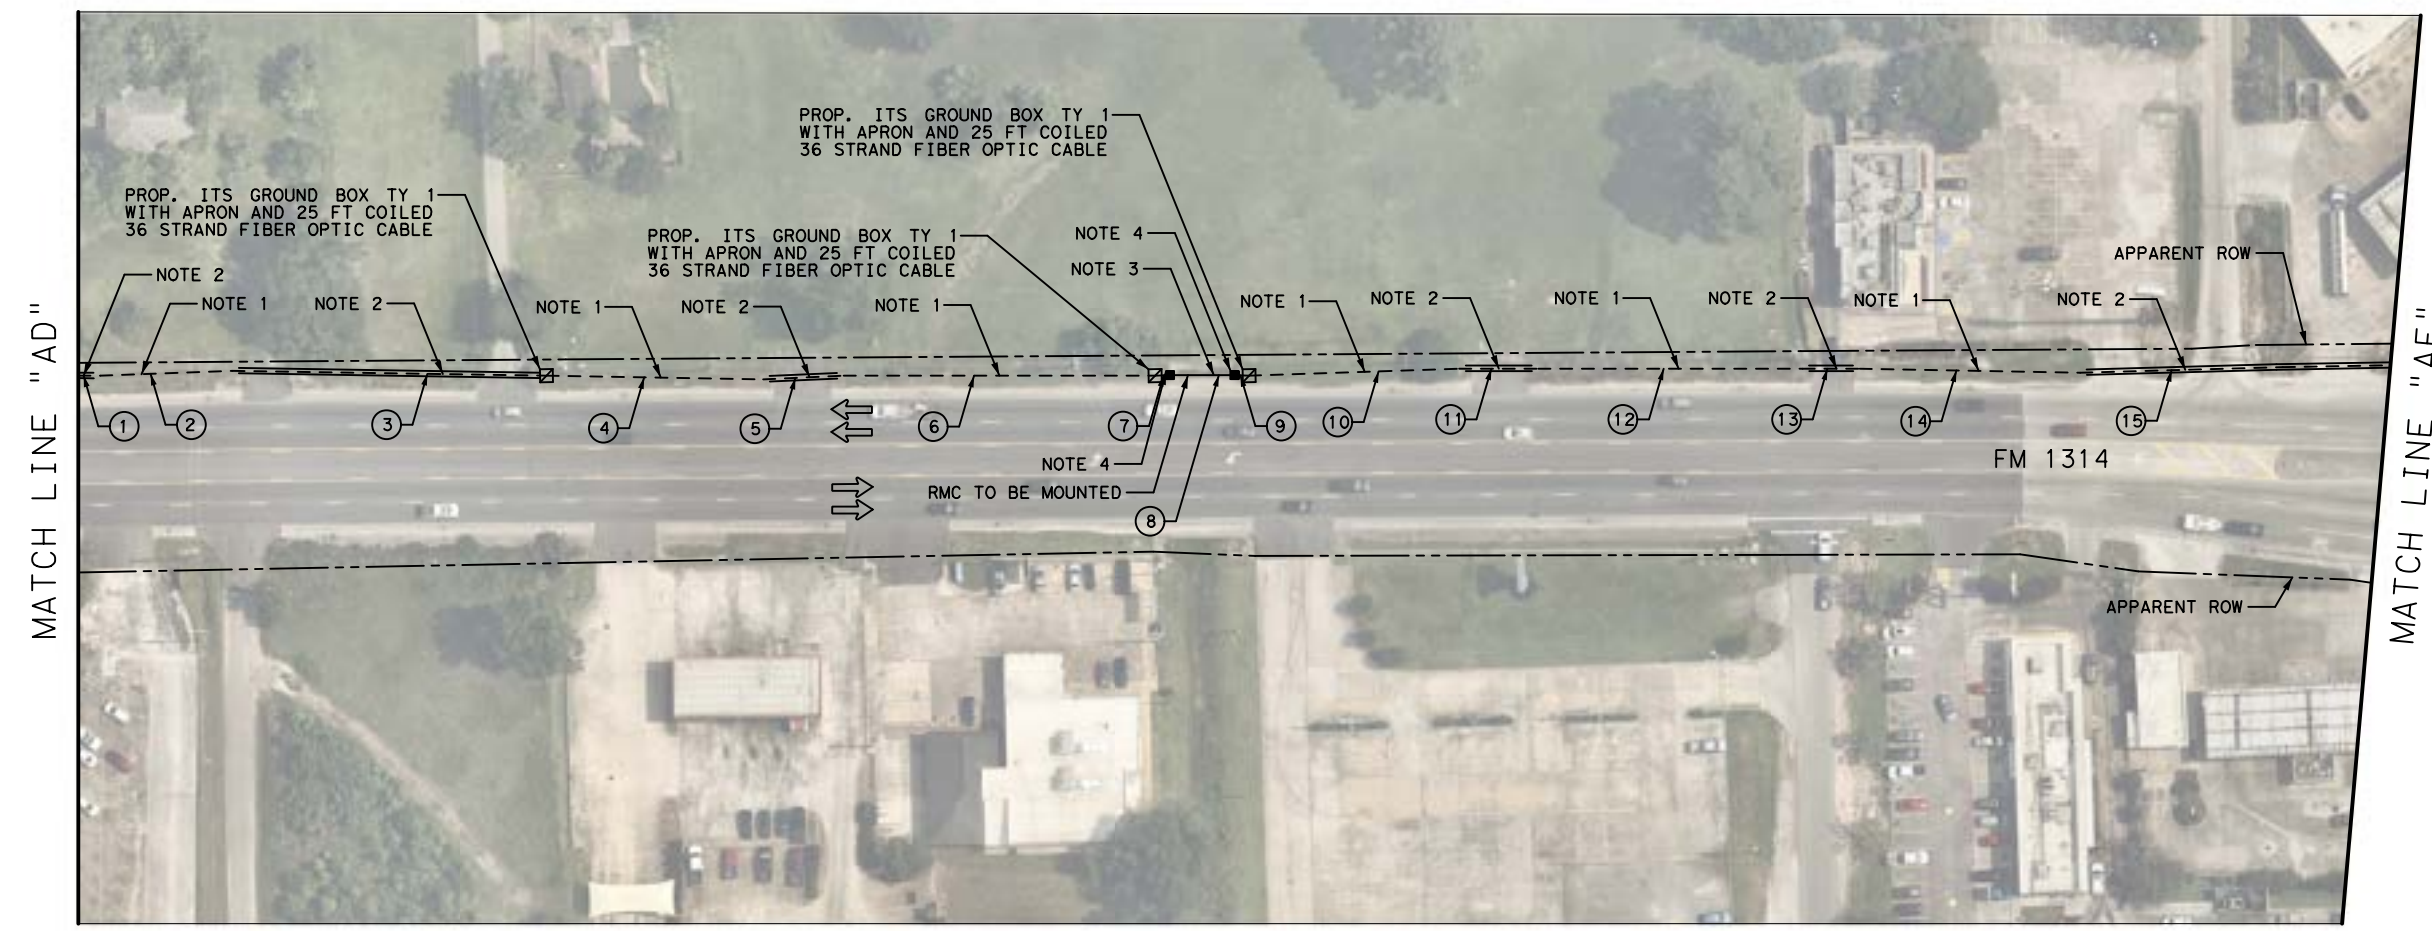 PROP. ITS GROUND BOX TY 1
WITH APRON AND 25 FT COILED
36 STRAND FIBER OPTIC CABLE
PROP. ITS GROUND BOX TY 1
WITH APRON AND 25 FT COILED
36 STRAND FIBER OPTIC CABLE
PROP. ITS GROUND BOX TY 1
WITH APRON AND 25 FT COILED
36 STRAND FIBER OPTIC CABLE
NOTE 4
NOTE 3
APPARENT ROW
NOTE 2
NOTE 1
NOTE 2
NOTE 1
NOTE 2
NOTE 1
NOTE 1
NOTE 2
NOTE 1
NOTE 2
NOTE 1
NOTE 2
MATCH LINE "AD"
1
2
3
4
5
6
7
9
10
11
12
13
14
15
NOTE 4
FM 1314
RMC TO BE MOUNTED
8
APPARENT ROW
MATCH LINE